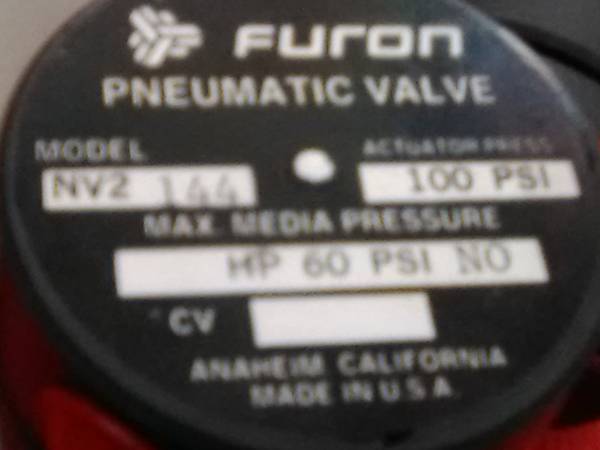 Furon
PNEUMATIC VALVE
MODEL ACTUATOR PRESS
NV2 144 100 PSI
MAX. MEDIA PRESSURE
HP 60 PSI NO
CV
ANAHEIM, CALIFORNIA
MADE IN U.S.A.